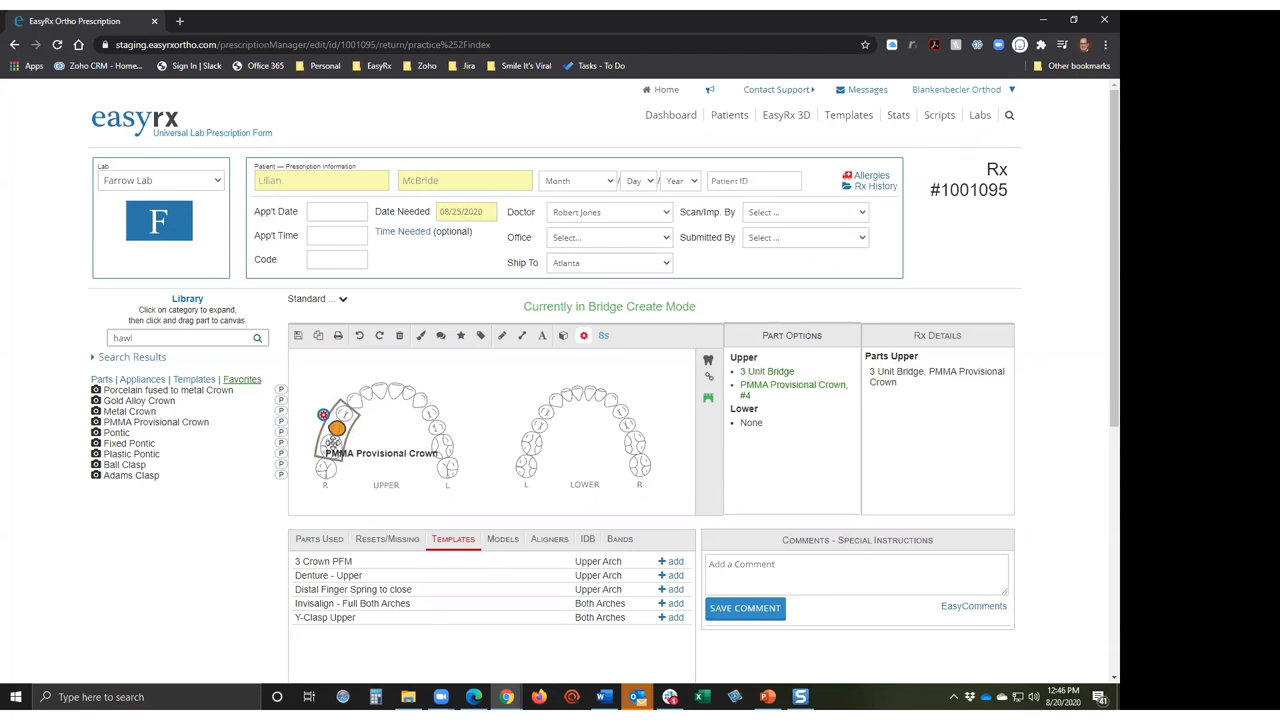 EasyRx Ortho Prescription
staging.easyrxortho.com/prescriptionManager/edit/id/1001095/return/practice%252Findex
Apps Zoho CRM - Home... Sign In | Slack Office 365 Personal EasyRx Zoho Jira Smile It's Viral Tasks - To Do Other bookmarks
Home Contact Support Messages Blankenbecler Orthod
easyrx
Universal Lab Prescription Form
Dashboard Patients EasyRx 3D Templates Stats Scripts Labs
Lab
Farrow Lab
F
Patient — Prescription Information
Lilian McBride Month / Day / Year Patient ID
Allergies
Rx History
App't Date Date Needed 08/25/2020 Doctor Robert Jones Scan/Imp. By Select ...
App't Time Time Needed (optional) Office Select... Submitted By Select ...
Code Ship To Atlanta
Rx
#1001095
Library
Click on category to expand,
then click and drag part to canvas.
hawl
Search Results
Parts | Appliances | Templates | Favorites
Porcelain fused to metal Crown P
Gold Alloy Crown P
Metal Crown P
PMMA Provisional Crown P
Pontic P
Fixed Pontic P
Plastic Pontic P
Ball Clasp P
Adams Clasp P
Standard ...
Currently in Bridge Create Mode
A 8s
PMMA Provisional Crown
R UPPER L
L LOWER R
Part Options
Upper
3 Unit Bridge
PMMA Provisional Crown,
#4
Lower
None
Rx Details
Parts Upper
3 Unit Bridge, PMMA Provisional
Crown
Parts Used Resets/Missing Templates Models Aligners IDB Bands
3 Crown PFM Upper Arch + add
Denture - Upper Upper Arch + add
Distal Finger Spring to close Upper Arch + add
Invisalign - Full Both Arches Both Arches + add
Y-Clasp Upper Both Arches + add
Comments - Special Instructions
Add a Comment
SAVE COMMENT
EasyComments
Type here to search
12:46 PM
8/20/2020
41